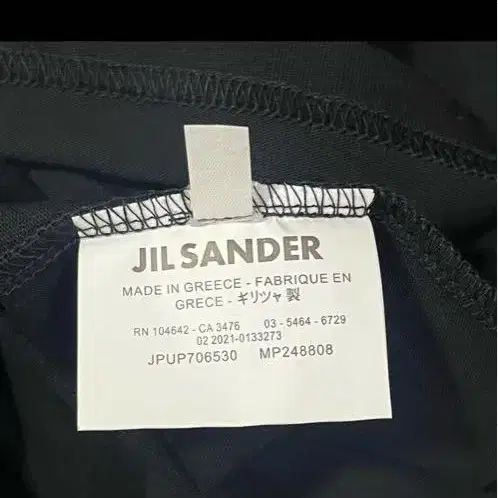 JIL SANDER
MADE IN GREECE - FABRIQUE EN
GRECE - ギリツャ 製
RN 104642 - CA 3476 03 - 5464 - 6729
02 2021-0133273
JPUP706530 MP248808